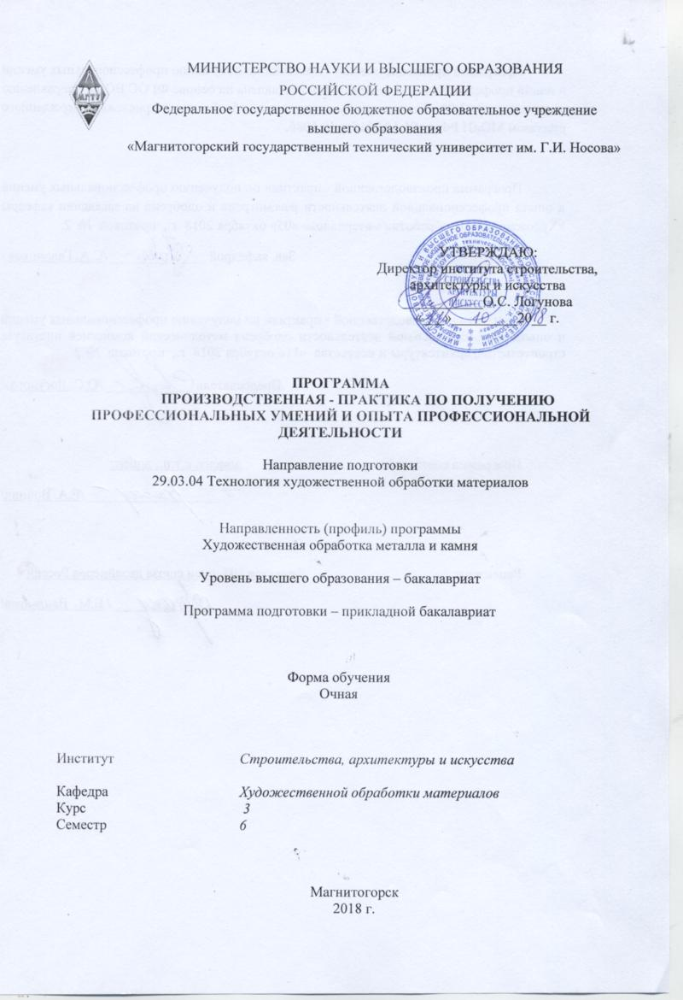 МИНИСТЕРСТВО НАУКИ И ВЫСШЕГО ОБРАЗОВАНИЯ
РОССИЙСКОЙ ФЕДЕРАЦИИ
Федеральное государственное бюджетное образовательное учреждение
высшего образования
«Магнитогорский государственный технический университет им. Г.И. Носова»
МГТУ
УТВЕРЖДАЮ:
Директор института строительства,
архитектуры и искусства
О.С. Логунова
10 2018 г.
ПРОГРАММА
ПРОИЗВОДСТВЕННАЯ - ПРАКТИКА ПО ПОЛУЧЕНИЮ
ПРОФЕССИОНАЛЬНЫХ УМЕНИЙ И ОПЫТА ПРОФЕССИОНАЛЬНОЙ
ДЕЯТЕЛЬНОСТИ
Направление подготовки
29.03.04 Технология художественной обработки материалов
Направленность (профиль) программы
Художественная обработка металла и камня
Уровень высшего образования – бакалавриат
Программа подготовки – прикладной бакалавриат
Форма обучения
Очная
Институт Строительства, архитектуры и искусства
Кафедра Художественной обработки материалов
Курс 3
Семестр 6
Магнитогорск
2018 г.